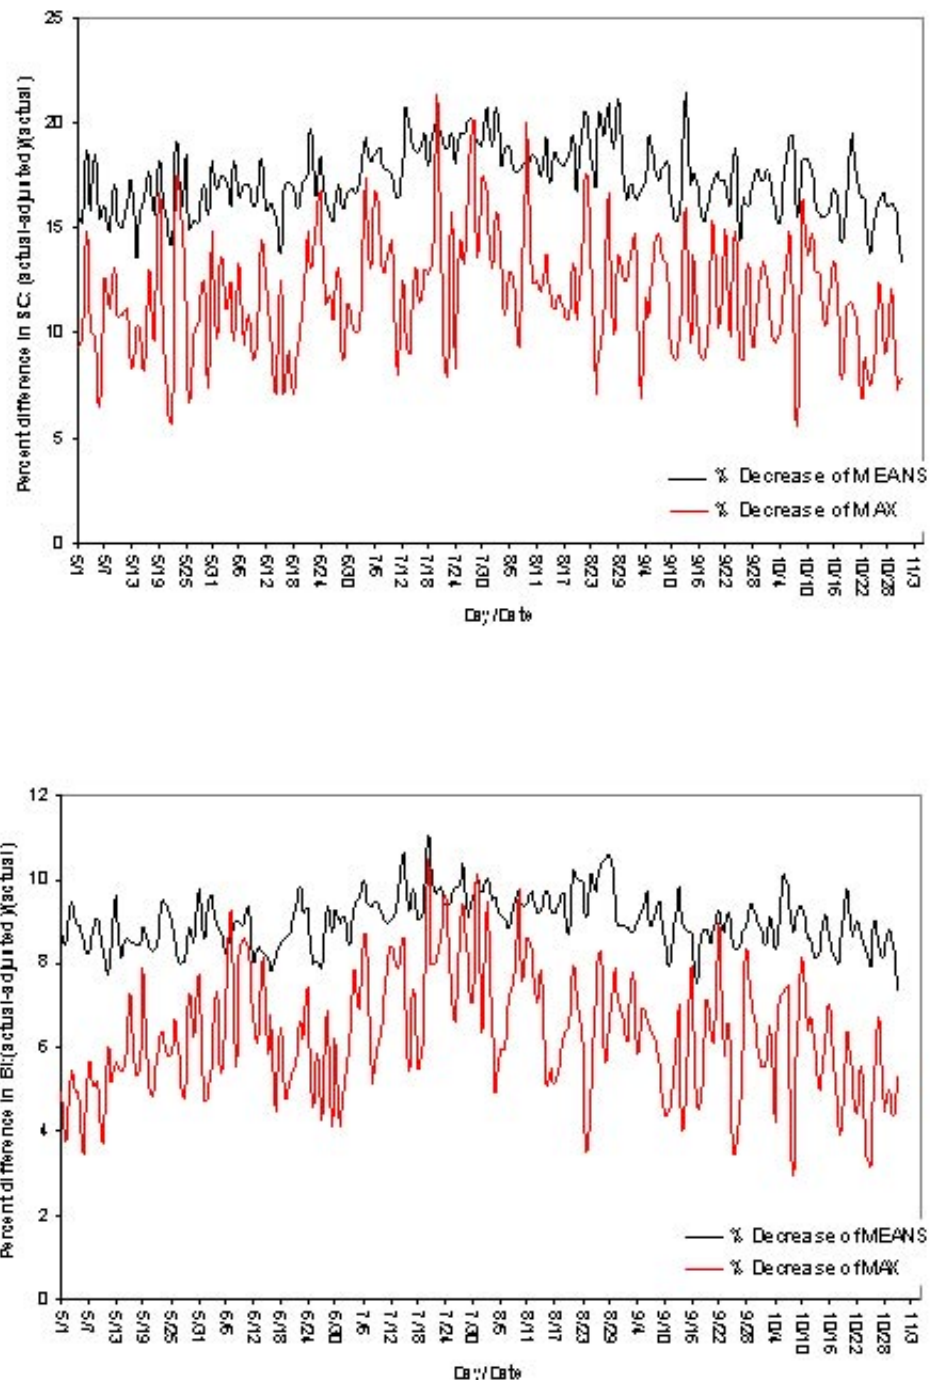 25
20
15
10
5
0
Percent difference in SC: (actual-adjusted)/(actual)
% Decrease of MEANS
% Decrease of MAX
5/1 5/7 5/13 5/19 5/25 5/31 6/6 6/12 6/18 6/24 6/30 7/6 7/12 7/18 7/24 7/30 8/5 8/11 8/17 8/23 8/29 9/4 9/10 9/16 9/22 9/28 10/4 10/10 10/16 10/22 10/28 11/3
Day/Date
12
10
8
6
4
2
0
Percent difference in BI:(actual-adjusted)/(actual)
% Decrease of MEANS
% Decrease of MAX
5/1 5/7 5/13 5/19 5/25 5/31 6/6 6/12 6/18 6/24 6/30 7/6 7/12 7/18 7/24 7/30 8/5 8/11 8/17 8/23 8/29 9/4 9/10 9/16 9/22 9/28 10/4 10/10 10/16 10/22 10/28 11/3
Day/Date